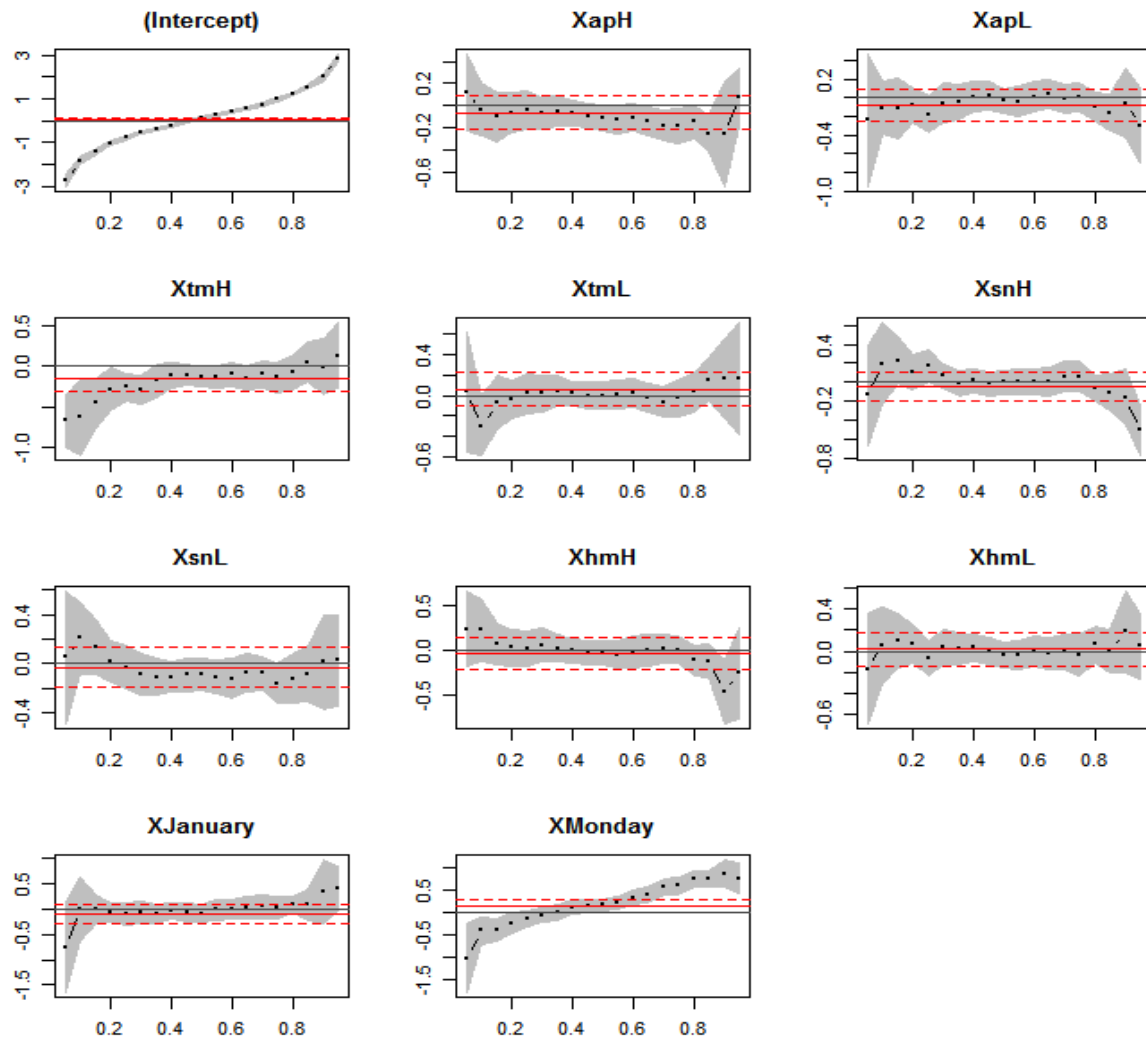 (Intercept) XapH XapL
3 1 -1 -3 0.2 -0.2 -0.6 0.2 -0.4 -1.0
0.2 0.4 0.6 0.8 0.2 0.4 0.6 0.8 0.2 0.4 0.6 0.8
XtmH XtmL XsnH
0.5 0.0 -1.0 0.4 0.0 -0.6 0.4 -0.2 -0.8
0.2 0.4 0.6 0.8 0.2 0.4 0.6 0.8 0.2 0.4 0.6 0.8
XsnL XhmH XhmL
0.4 0.0 -0.4 0.5 0.0 -0.5 0.4 0.0 -0.6
0.2 0.4 0.6 0.8 0.2 0.4 0.6 0.8 0.2 0.4 0.6 0.8
XJanuary XMonday
0.5 -0.5 -1.5 0.5 -0.5 -1.5
0.2 0.4 0.6 0.8 0.2 0.4 0.6 0.8